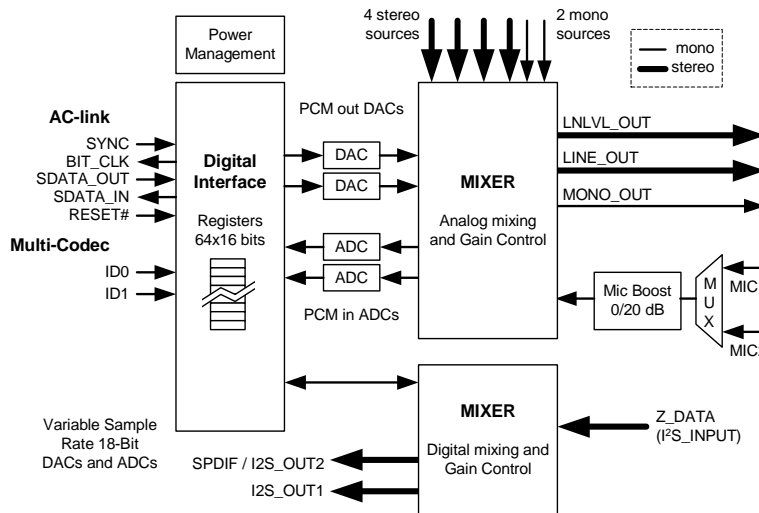 Power
Management
4 stereo
sources
2 mono
sources
mono
stereo
AC-link
SYNC
BIT_CLK
SDATA_OUT
SDATA_IN
RESET#
Multi-Codec
ID0
ID1
Digital
Interface
Registers
64x16 bits
PCM out DACs
DAC
DAC
ADC
ADC
PCM in ADCs
MIXER
Analog mixing
and Gain Control
LNLVL_OUT
LINE_OUT
MONO_OUT
Mic Boost
0/20 dB
MUX
MIC1
MIC2
Variable Sample
Rate 18-Bit
DACs and ADCs
MIXER
Digital mixing and
Gain Control
Z_DATA
(I²S_INPUT)
SPDIF / I2S_OUT2
I2S_OUT1